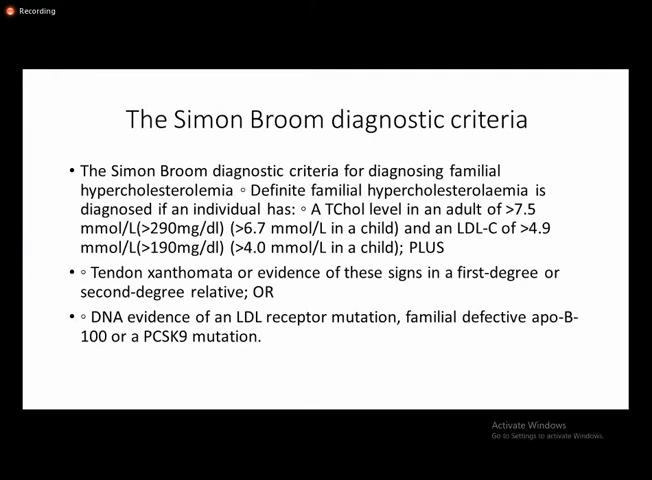 Recording
The Simon Broom diagnostic criteria
• The Simon Broom diagnostic criteria for diagnosing familial
hypercholesterolemia ◦ Definite familial hypercholesterolaemia is
diagnosed if an individual has: ◦ A TChol level in an adult of >7.5
mmol/L(>290mg/dl) (>6.7 mmol/L in a child) and an LDL-C of >4.9
mmol/L(>190mg/dl) (>4.0 mmol/L in a child); PLUS
• ◦ Tendon xanthomata or evidence of these signs in a first-degree or
second-degree relative; OR
• ◦ DNA evidence of an LDL receptor mutation, familial defective apo-B-
100 or a PCSK9 mutation.
Activate Windows
Go to Settings to activate Windows.